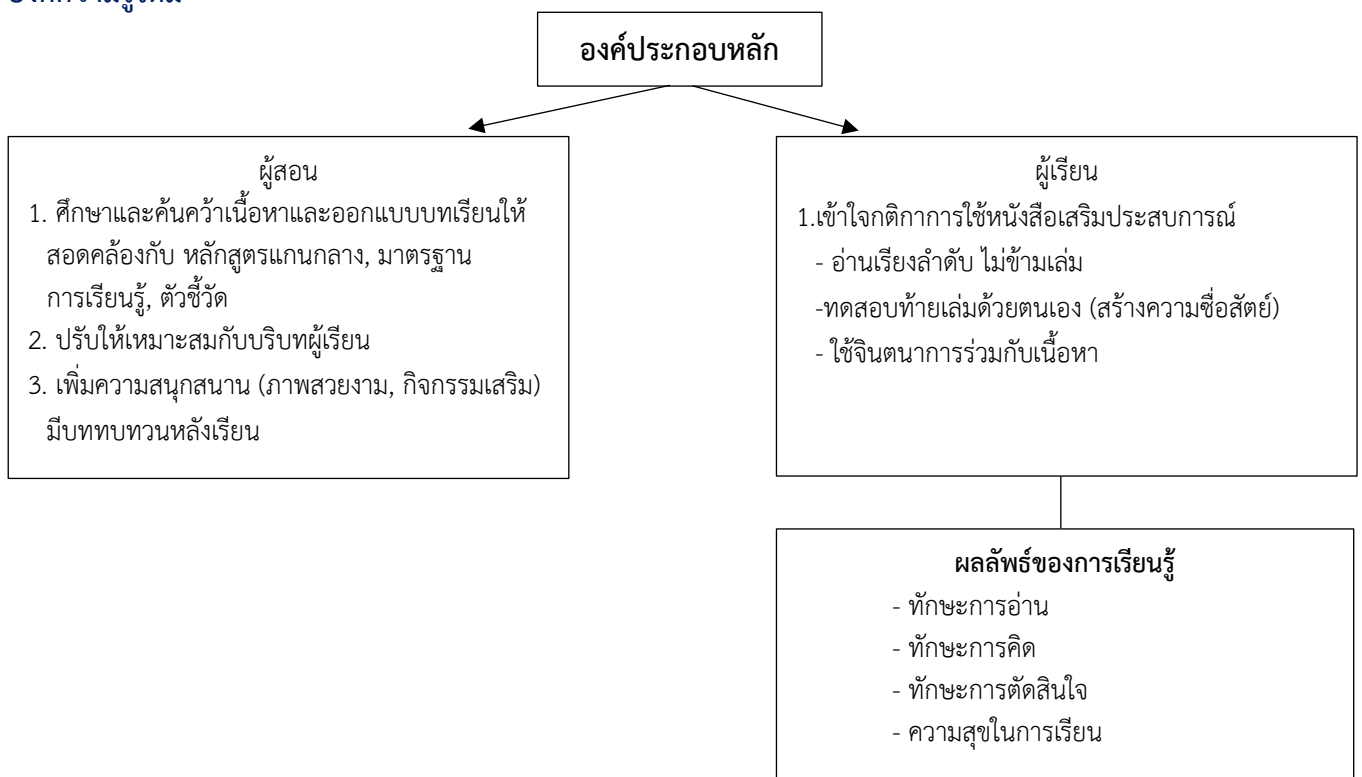 องค์ประกอบหลัก
ผู้สอน
1. ศึกษาและค้นคว้าเนื้อหาและออกแบบบทเรียนให้
สอดคล้องกับ หลักสูตรแกนกลาง, มาตรฐาน
การเรียนรู้, ตัวชี้วัด
2. ปรับให้เหมาะสมกับบริบทผู้เรียน
3. เพิ่มความสนุกสนาน (ภาพสวยงาม, กิจกรรมเสริม)
มีบททบทวนหลังเรียน
ผู้เรียน
1.เข้าใจกติกาการใช้หนังสือเสริมประสบการณ์
- อ่านเรียงลำดับ ไม่ข้ามเล่ม
-ทดสอบท้ายเล่มด้วยตนเอง (สร้างความซื่อสัตย์)
- ใช้จินตนาการร่วมกับเนื้อหา
ผลลัพธ์ของการเรียนรู้
- ทักษะการอ่าน
- ทักษะการคิด
- ทักษะการตัดสินใจ
- ความสุขในการเรียน